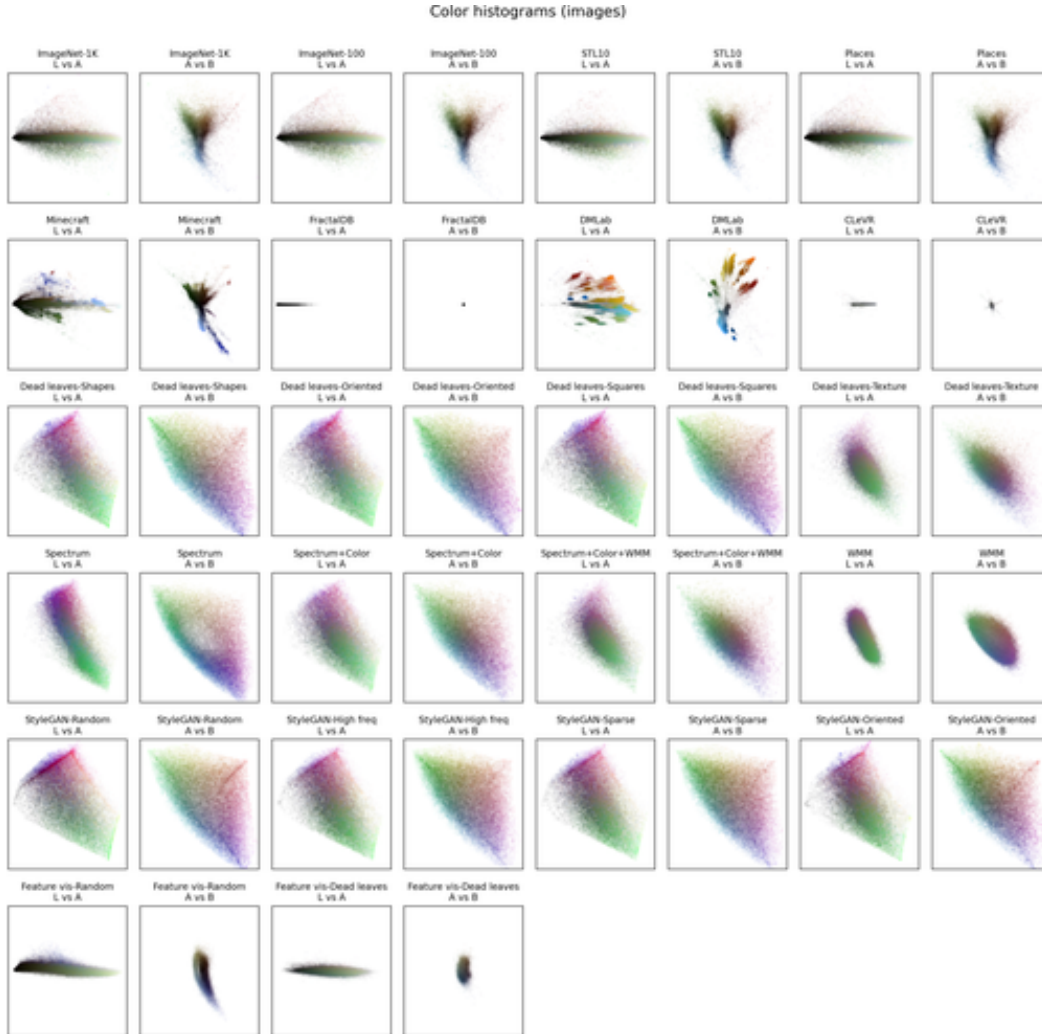 Color histograms (images)
ImageNet-1K ImageNet-1K ImageNet-100 ImageNet-100 STL10 STL10 Places Places
L vs A A vs B L vs A A vs B L vs A A vs B L vs A A vs B
Minecraft Minecraft FractalDB FractalDB DMLab DMLab CLeVR CLeVR
L vs A A vs B L vs A A vs B L vs A A vs B L vs A A vs B
Dead leaves-Shapes Dead leaves-Shapes Dead leaves-Oriented Dead leaves-Oriented Dead leaves-Squares Dead leaves-Squares Dead leaves-Texture Dead leaves-Texture
L vs A A vs B L vs A A vs B L vs A A vs B L vs A A vs B
Spectrum Spectrum Spectrum+Color Spectrum+Color Spectrum+Color+WMM Spectrum+Color+WMM WMM WMM
L vs A A vs B L vs A A vs B L vs A A vs B L vs A A vs B
StyleGAN-Random StyleGAN-Random StyleGAN-High freq StyleGAN-High freq StyleGAN-Sparse StyleGAN-Sparse StyleGAN-Oriented StyleGAN-Oriented
L vs A A vs B L vs A A vs B L vs A A vs B L vs A A vs B
Feature vis-Random Feature vis-Random Feature vis-Dead leaves Feature vis-Dead leaves
L vs A A vs B L vs A A vs B